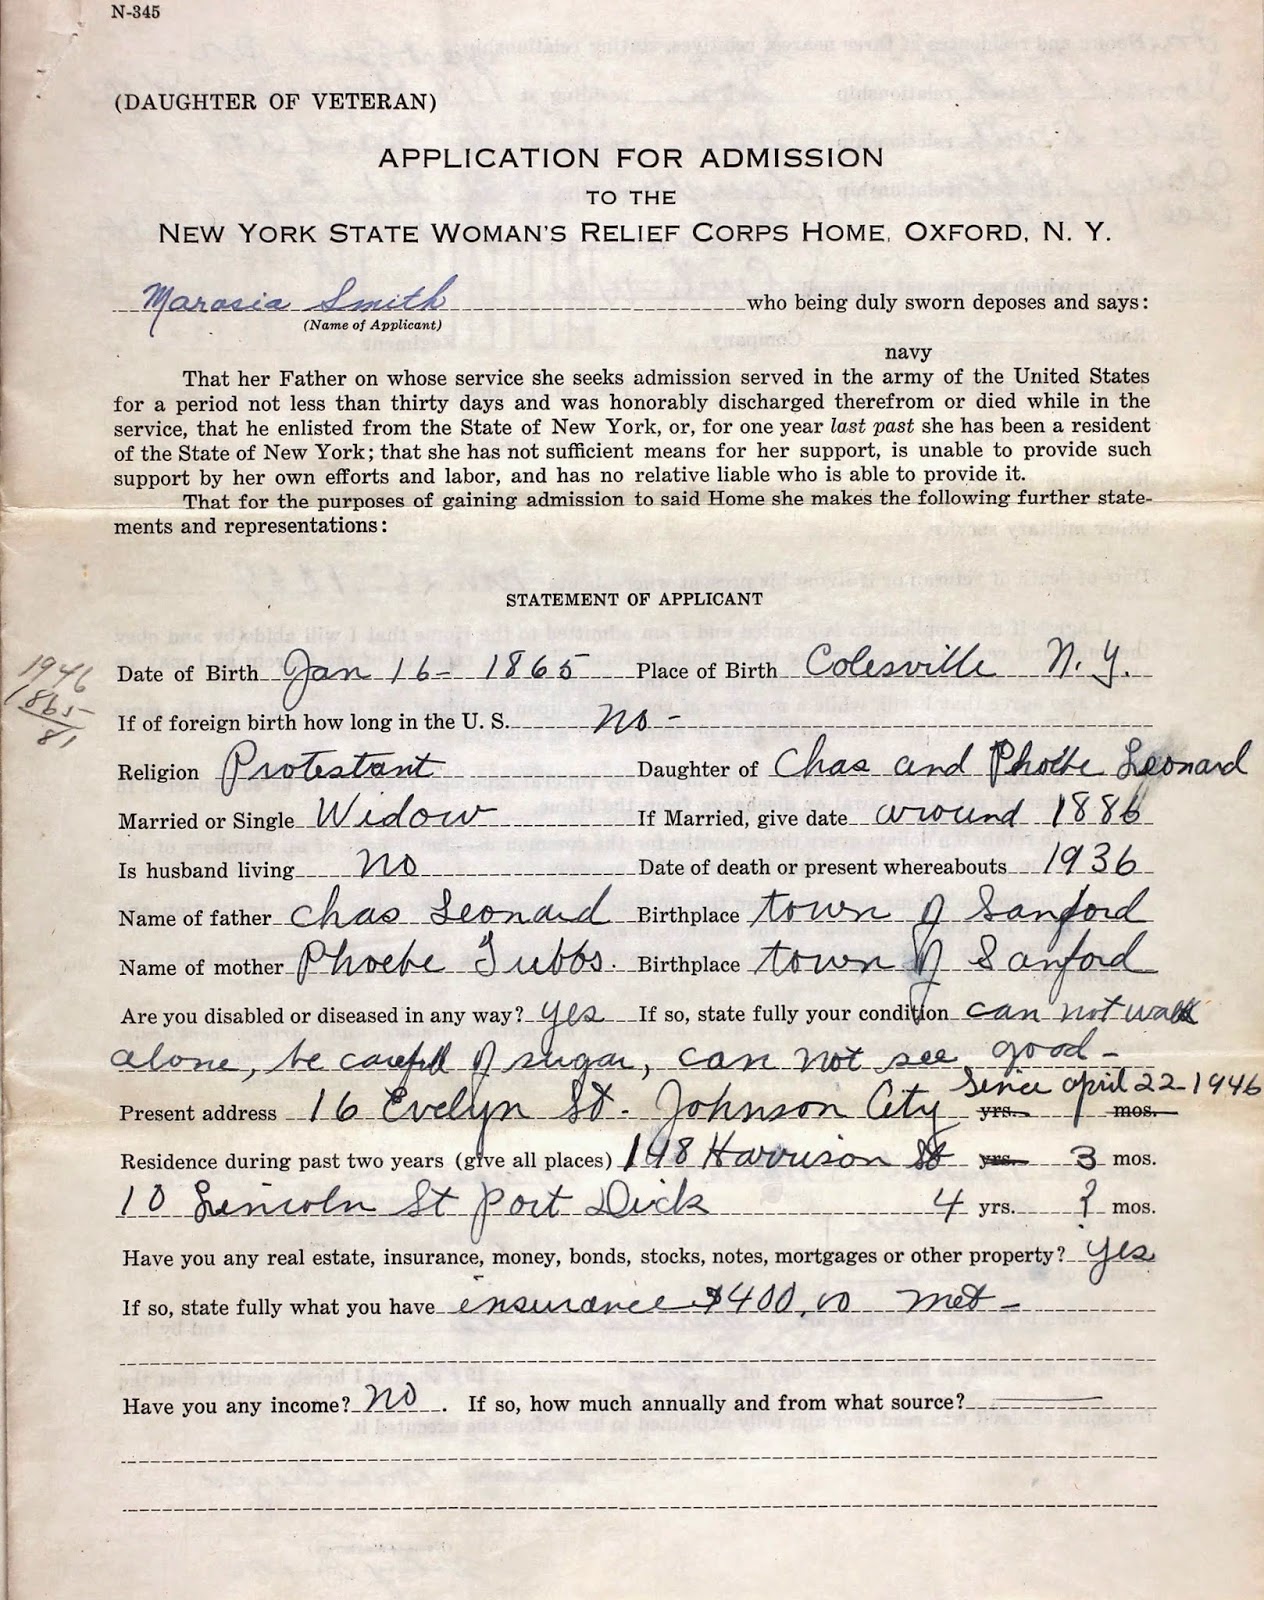 N-345
(DAUGHTER OF VETERAN)
APPLICATION FOR ADMISSION
TO THE
NEW YORK STATE WOMAN'S RELIEF CORPS HOME, OXFORD, N. Y.
Marasia Smith who being duly sworn deposes and says:
(Name of Applicant)
navy
That her Father on whose service she seeks admission served in the army of the United States
for a period not less than thirty days and was honorably discharged therefrom or died while in the
service, that he enlisted from the State of New York, or, for one year last past she has been a resident
of the State of New York; that she has not sufficient means for her support, is unable to provide such
support by her own efforts and labor, and has no relative liable who is able to provide it.
That for the purposes of gaining admission to said Home she makes the following further state-
ments and representations:
STATEMENT OF APPLICANT
1946
1865
81
Date of Birth Jan 16- 1865 Place of Birth Colesville N.Y.
If of foreign birth how long in the U. S. no -
Religion Protestant Daughter of Chas and Phoebe Leonard
Married or Single Widow If Married, give date around 1886
Is husband living no Date of death or present whereabouts 1936
Name of father Chas Leonard Birthplace town of Sanford
Name of mother Phoebe Tubbs. Birthplace town of Sanford
Are you disabled or diseased in any way? yes If so, state fully your condition can not walk
alone, be careful of sugar, can not see good -
Since april 22-1946
Present address 16 Evelyn St. Johnson City yrs. mos.
Residence during past two years (give all places) 148 Harrison St yrs. 3 mos.
10 Lincoln St Port Dick 4 yrs. ? mos.
Have you any real estate, insurance, money, bonds, stocks, notes, mortgages or other property? yes
If so, state fully what you have ensurance $400.00 Met -
Have you any income? no. If so, how much annually and from what source?